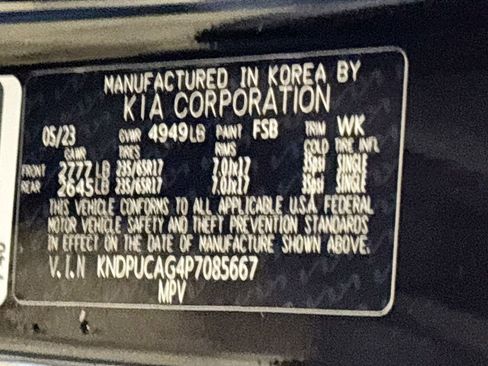 MANUFACTURED IN KOREA BY
KIA CORPORATION
05/23 GVWR 4949LB PAINT FSB TRIM WK
GAWR TIRES RIMS COLD TIRE INFL
FRONT 2777LB 235/65R17 7.0Jx17 35psi SINGLE
REAR 2645LB 235/65R17 7.0Jx17 35psi SINGLE
THIS VEHICLE CONFORMS TO ALL APPLICABLE U.S.A. FEDERAL
MOTOR VEHICLE SAFETY AND THEFT PREVENTION STANDARDS
IN EFFECT ON THE DATE OF MANUFACTURE SHOWN ABOVE.
V.I.N KNDPUCAG4P7085667
MPV